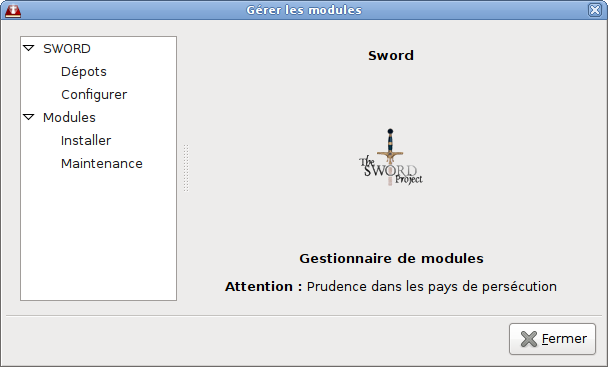 Gérer les modules
SWORD
Dépots
Configurer
Modules
Installer
Maintenance
Sword
The
SWORD
Project
Gestionnaire de modules
Attention : Prudence dans les pays de persécution
Fermer